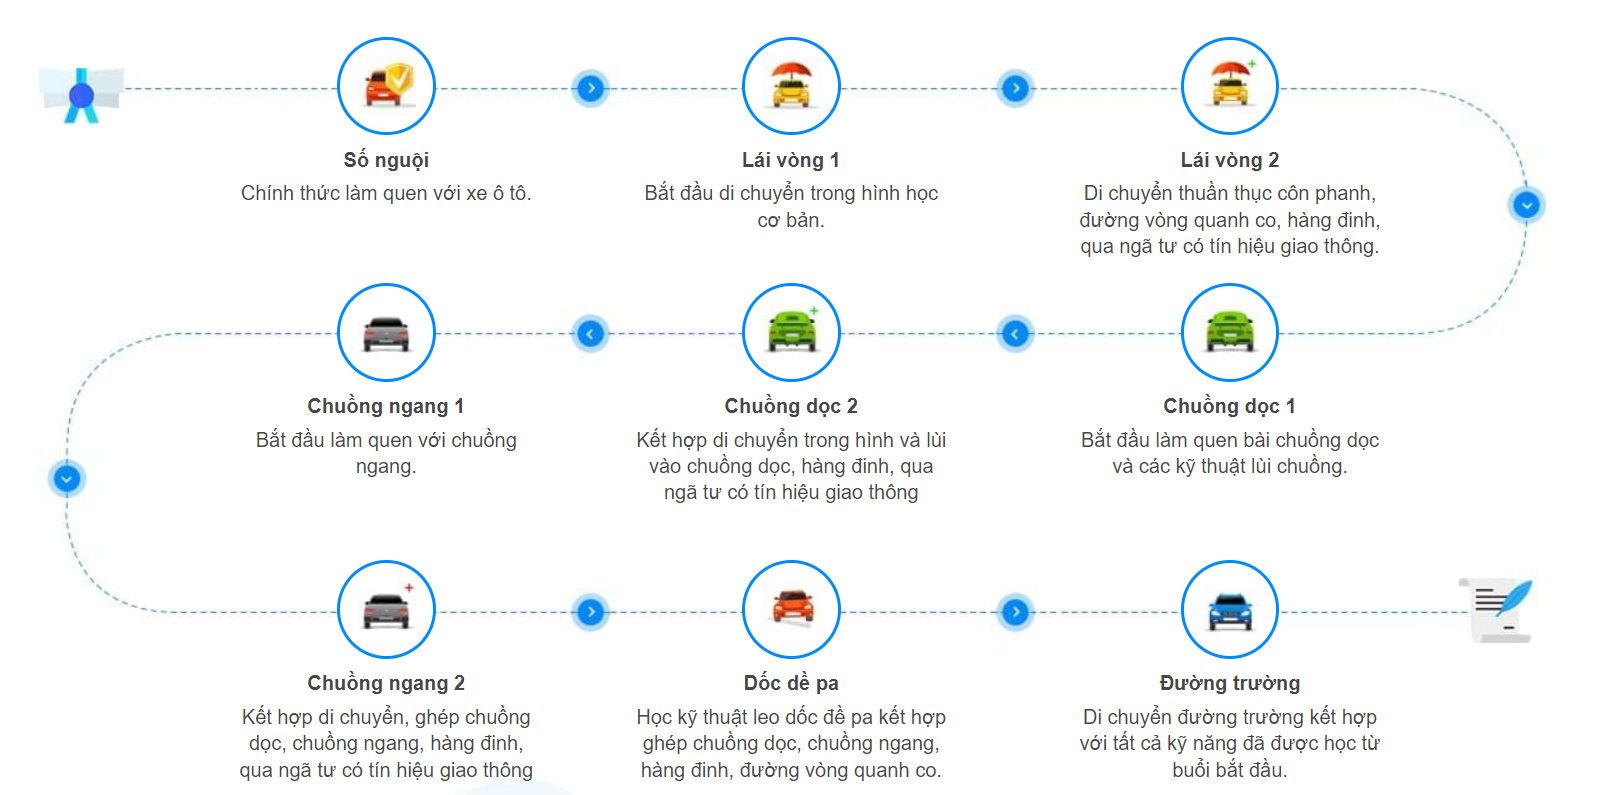 Số nguội
Chính thức làm quen với xe ô tô.
Lái vòng 1
Bắt đầu di chuyển trong hình học
cơ bản.
Lái vòng 2
Di chuyển thuần thục côn phanh,
đường vòng quanh co, hàng đinh,
qua ngã tư có tín hiệu giao thông.
Chuồng dọc 1
Bắt đầu làm quen bài chuồng dọc
và các kỹ thuật lùi chuồng.
Chuồng dọc 2
Kết hợp di chuyển trong hình và lùi
vào chuồng dọc, hàng đinh, qua
ngã tư có tín hiệu giao thông
Chuồng ngang 1
Bắt đầu làm quen với chuồng
ngang.
Chuồng ngang 2
Kết hợp di chuyển, ghép chuồng
dọc, chuồng ngang, hàng đinh,
qua ngã tư có tín hiệu giao thông
Dốc dề pa
Học kỹ thuật leo dốc đề pa kết hợp
ghép chuồng dọc, chuồng ngang,
hàng đinh, đường vòng quanh co.
Đường trường
Di chuyển đường trường kết hợp
với tất cả kỹ năng đã được học từ
buổi bắt đầu.